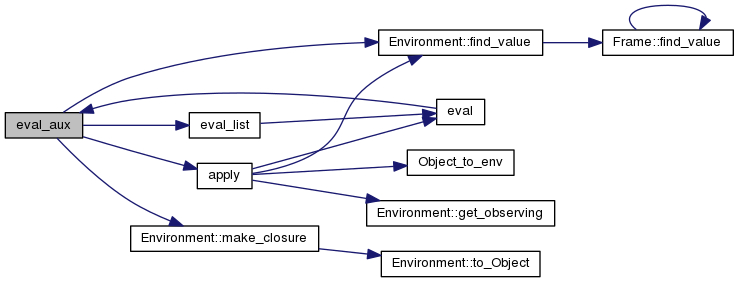 Environment::find_value
Frame::find_value
eval_aux
eval_list
eval
apply
Object_to_env
Environment::get_observing
Environment::make_closure
Environment::to_Object